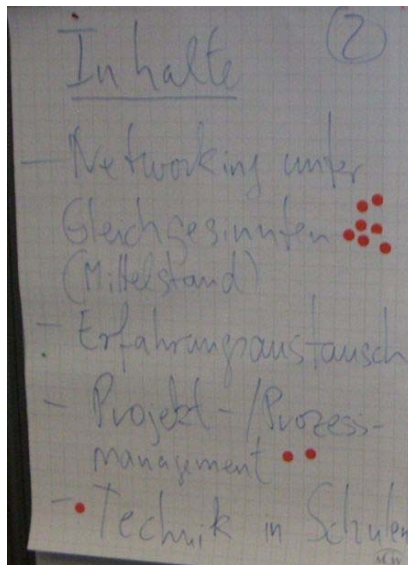 Inhalte
2
- Networking unter
Gleichgesinnten
(Mittelstand)
- Erfahrungsaustausch
- Projekt-/Prozess-
management
- Technik in Schulen